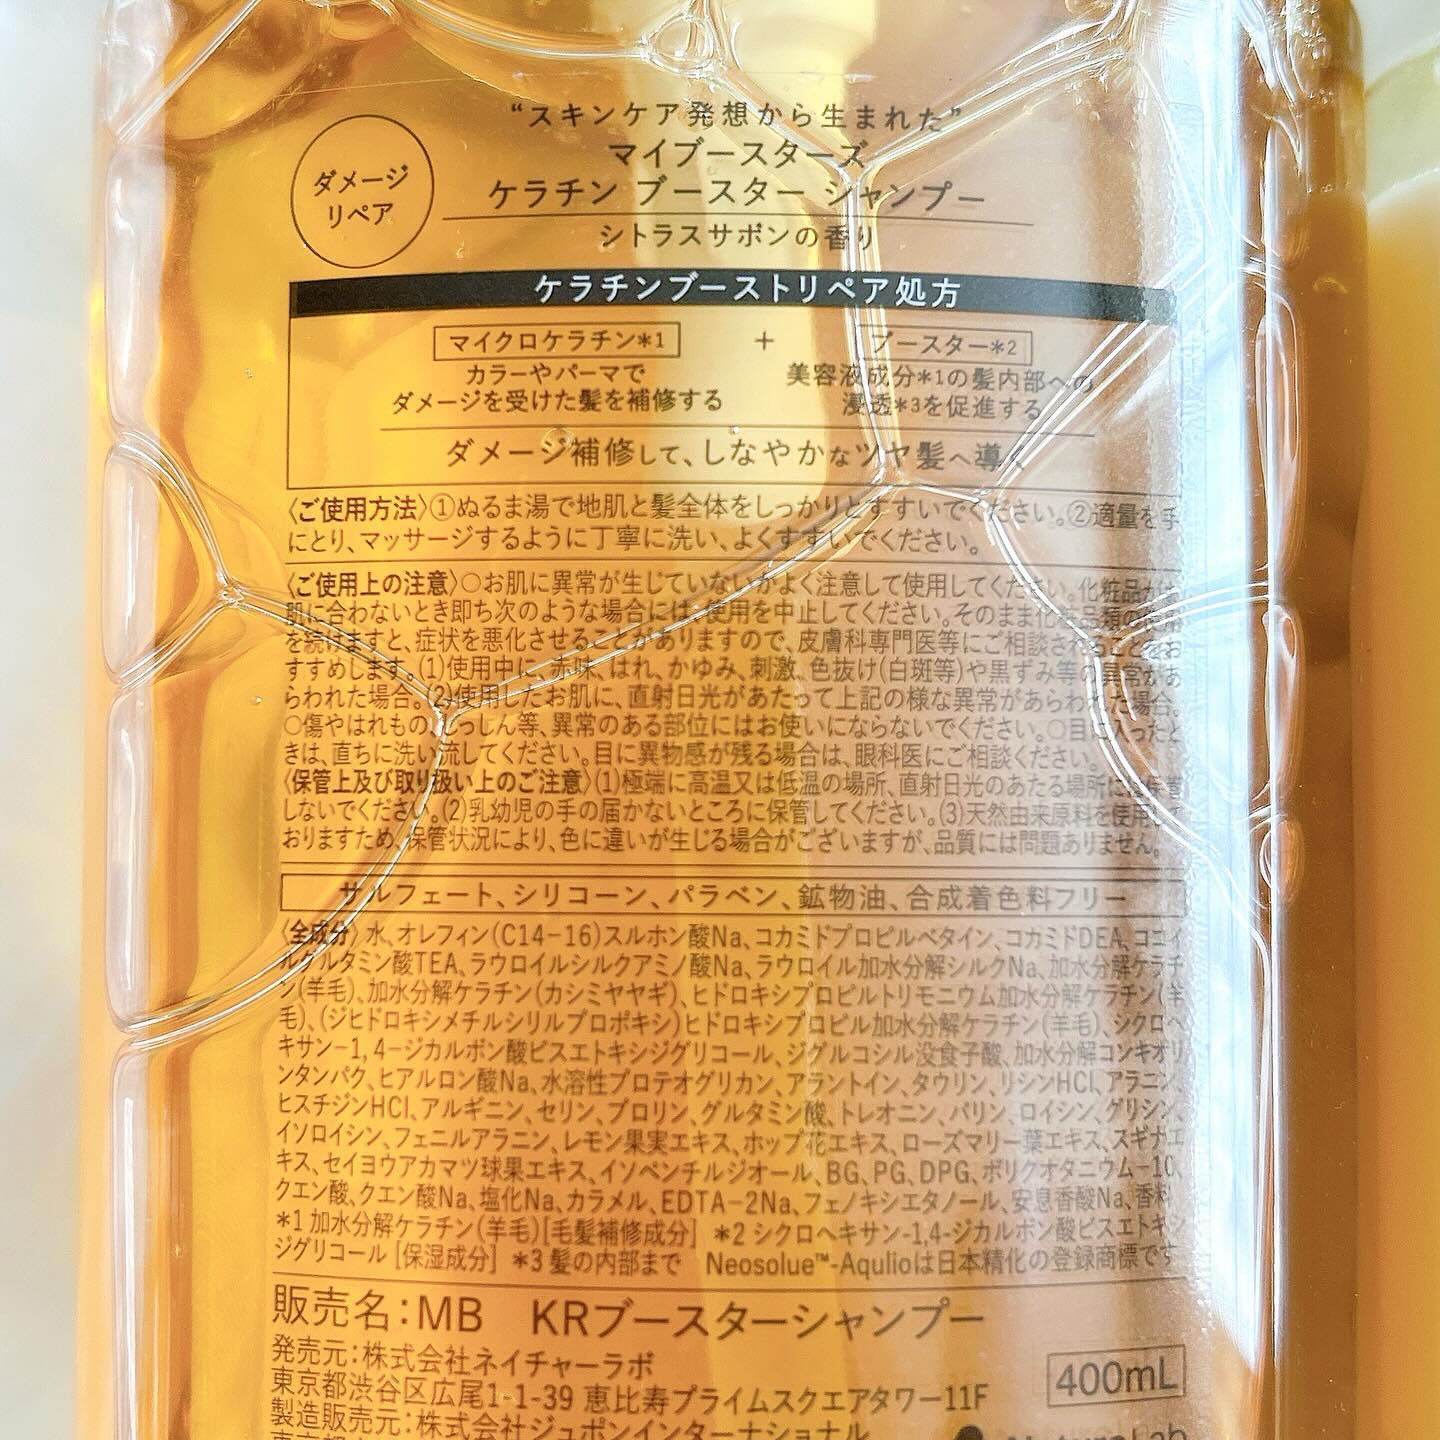 “スキンケア発想から生まれた”
マイブースターズ
ケラチン ブースター シャンプー
シトラスサボンの香り
ダメージ
リペア
ケラチンブーストリペア処方
マイクロケラチン*1 + ブースター*2
カラーやパーマで
ダメージを受けた髪を補修する
美容液成分*1の髪内部への
浸透*3を促進する
ダメージ補修して、しなやかなツヤ髪へ導く
〈ご使用方法〉①ぬるま湯で地肌と髪全体をしっかりとすすいでください。②適量を手
にとり、マッサージするように丁寧に洗い、よくすすいでください。
〈ご使用上の注意〉○お肌に異常が生じていないかよく注意して使用してください。化粧品がお
肌に合わないとき即ち次のような場合には、使用を中止してください。そのまま化粧品類の使用
を続けますと、症状を悪化させることがありますので、皮膚科専門医等にご相談されることをお
すすめします。(1)使用中に、赤味、はれ、かゆみ、刺激、色抜け(白斑等)や黒ずみ等の異常があ
らわれた場合。(2)使用したお肌に、直射日光があたって上記の様な異常があらわれた場合。
○傷やはれもの、しっしん等、異常のある部位にはお使いにならないでください。○目に入ったと
きは、直ちに洗い流してください。目に異物感が残る場合は、眼科医にご相談ください。
〈保管上及び取り扱い上のご注意〉(1)極端に高温又は低温の場所、直射日光のあたる場所には保管
しないでください。(2)乳幼児の手の届かないところに保管してください。(3)天然由来原料を使用して
おりますため、保管状況により、色に違いが生じる場合がございますが、品質には問題ありません。
サルフェート、シリコーン、パラベン、鉱物油、合成着色料フリー
〈全成分〉水、オレフィン(C14-16)スルホン酸Na、コカミドプロピルベタイン、コカミドDEA、ココイ
ルグルタミン酸TEA、ラウロイルシルクアミノ酸Na、ラウロイル加水分解シルクNa、加水分解ケラチ
ン(羊毛)、加水分解ケラチン(カシミヤヤギ)、ヒドロキシプロピルトリモニウム加水分解ケラチン(羊
毛)、(ジヒドロキシメチルシリルプロポキシ)ヒドロキシプロピル加水分解ケラチン(羊毛)、シクロヘ
キサン-1,4-ジカルボン酸ビスエトキシジグリコール、ジグルコシル没食子酸、加水分解コンキオリ
ンタンパク、ヒアルロン酸Na、水溶性プロテオグリカン、アラントイン、タウリン、リシンHCl、アラニン、
ヒスチジンHCl、アルギニン、セリン、プロリン、グルタミン酸、トレオニン、バリン、ロイシン、グリシン、
イソロイシン、フェニルアラニン、レモン果実エキス、ホップ花エキス、ローズマリー葉エキス、スギナエ
キス、セイヨウアカマツ球果エキス、イソペンチルジオール、BG、PG、DPG、ポリクオタニウム-10、
クエン酸、クエン酸Na、塩化Na、カラメル、EDTA-2Na、フェノキシエタノール、安息香酸Na、香料
*1 加水分解ケラチン(羊毛)[毛髪補修成分] *2 シクロヘキサン-1,4-ジカルボン酸ビスエトキシ
ジグリコール [保湿成分] *3 髪の内部まで Neosolue™-Aqulioは日本精化の登録商標です
販売名：MB KRブースターシャンプー
発売元：株式会社ネイチャーラボ
東京都渋谷区広尾1-1-39 恵比寿プライムスクエアタワー11F
400mL
製造販売元：株式会社ジュポンインターナショナル
NatureLab